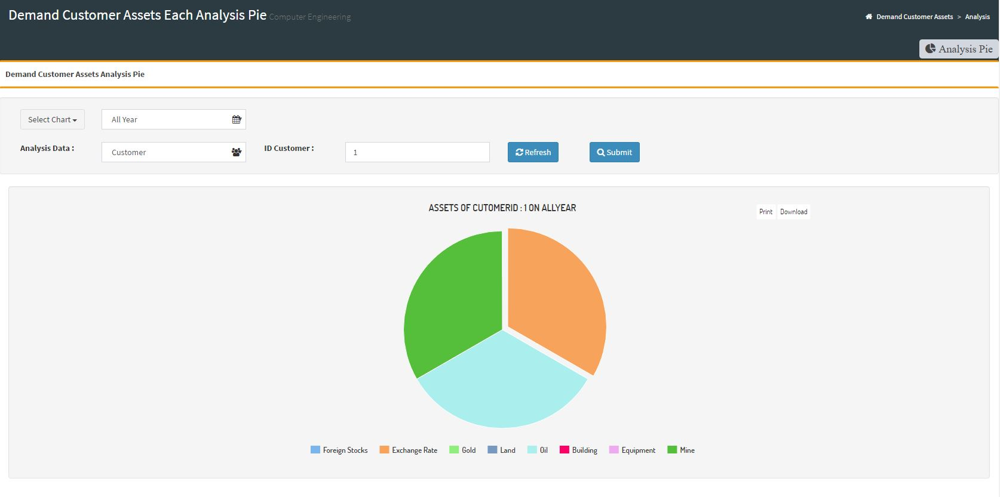 Demand Customer Assets Each Analysis Pie Computer Engineering
Demand Customer Assets > Analysis
Analysis Pie
Demand Customer Assets Analysis Pie
Select Chart All Year
Analysis Data : Customer ID Customer : 1 Refresh Submit
ASSETS OF CUTOMERID : 1 ON ALLYEAR
Print Download
Foreign Stocks Exchange Rate Gold Land Oil Building Equipment Mine